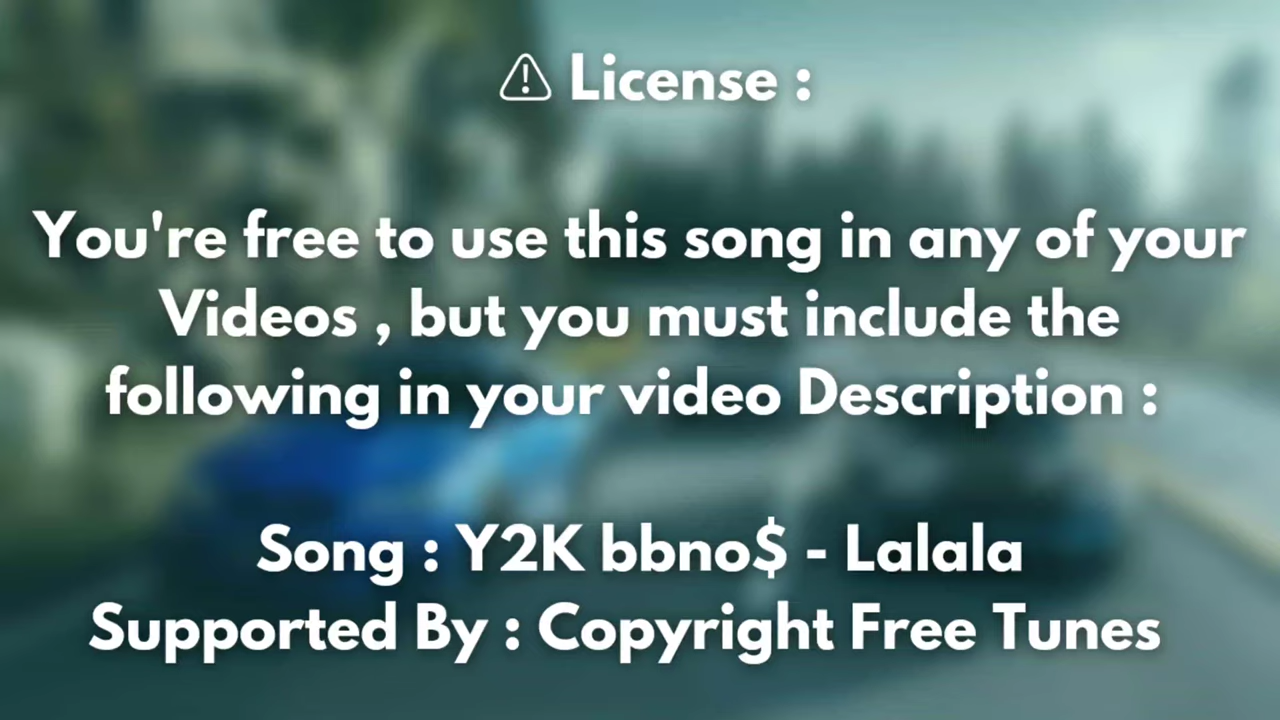 ⚠ License :
You're free to use this song in any of your
Videos , but you must include the
following in your video Description :
Song : Y2K bbno$ - Lalala
Supported By : Copyright Free Tunes